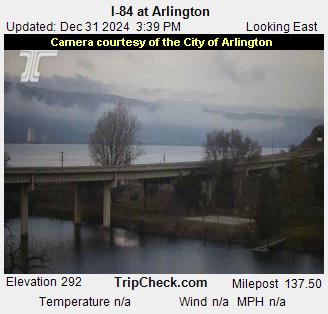 I-84 at Arlington
Updated: Dec 31 2024 3:39 PM Looking East
Camera courtesy of the City of Arlington
Elevation 292 TripCheck.com Milepost 137.50
Temperature n/a Wind n/a MPH n/a